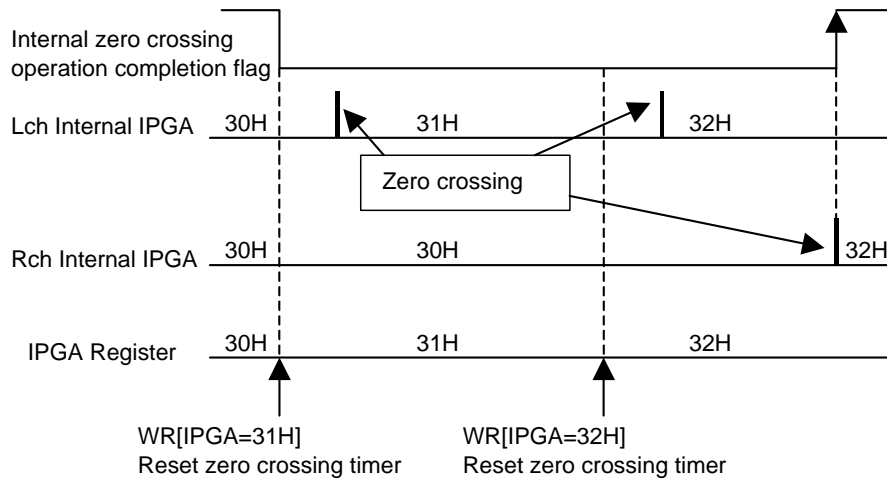 Internal zero crossing
operation completion flag
Lch Internal IPGA
30H
31H
32H
Zero crossing
Rch Internal IPGA
30H
30H
32H
IPGA Register
30H
31H
32H
WR[IPGA=31H]
Reset zero crossing timer
WR[IPGA=32H]
Reset zero crossing timer